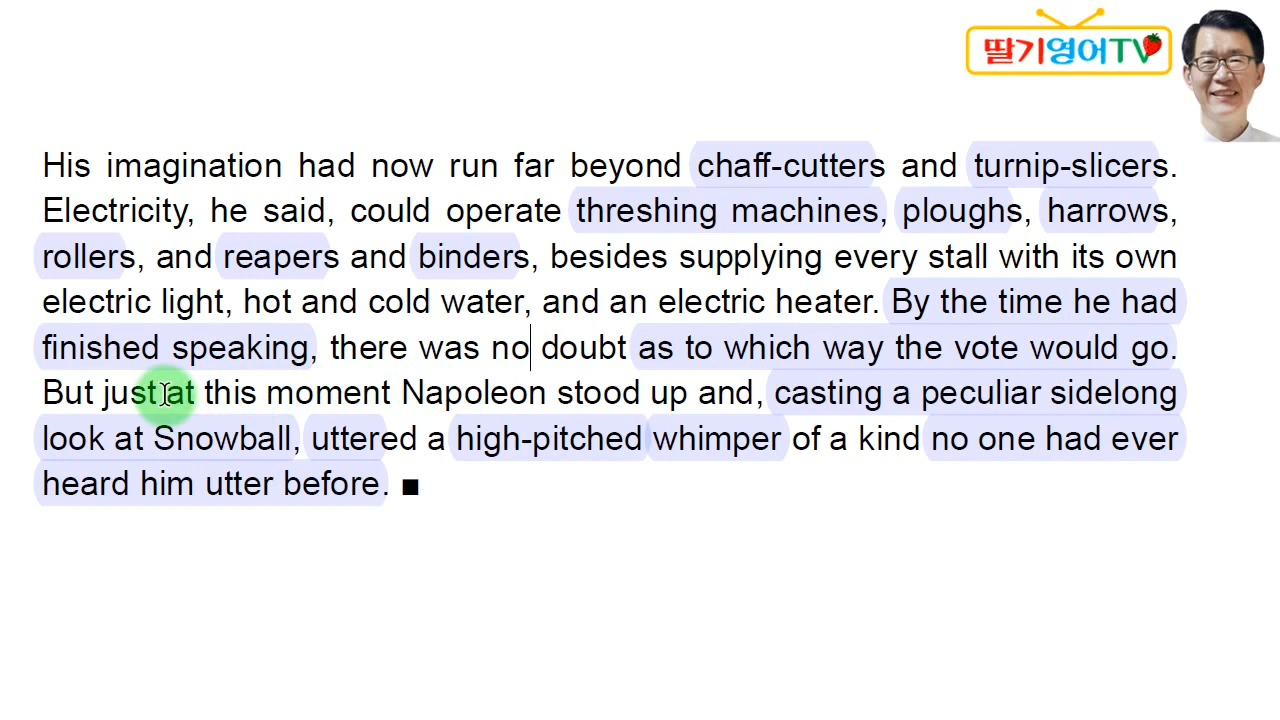 딸기영어TV
His imagination had now run far beyond chaff-cutters and turnip-slicers.
Electricity, he said, could operate threshing machines, ploughs, harrows,
rollers, and reapers and binders, besides supplying every stall with its own
electric light, hot and cold water, and an electric heater. By the time he had
finished speaking, there was no doubt as to which way the vote would go.
But just at this moment Napoleon stood up and, casting a peculiar sidelong
look at Snowball, uttered a high-pitched whimper of a kind no one had ever
heard him utter before. ■